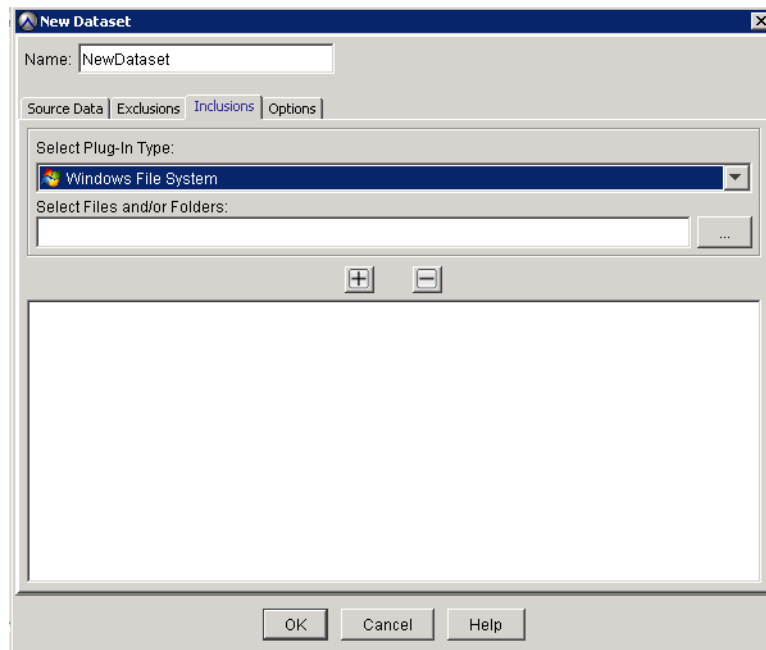 New Dataset
Name: NewDataset
Source Data Exclusions Inclusions Options
Select Plug-In Type:
Windows File System
Select Files and/or Folders:
...
OK Cancel Help